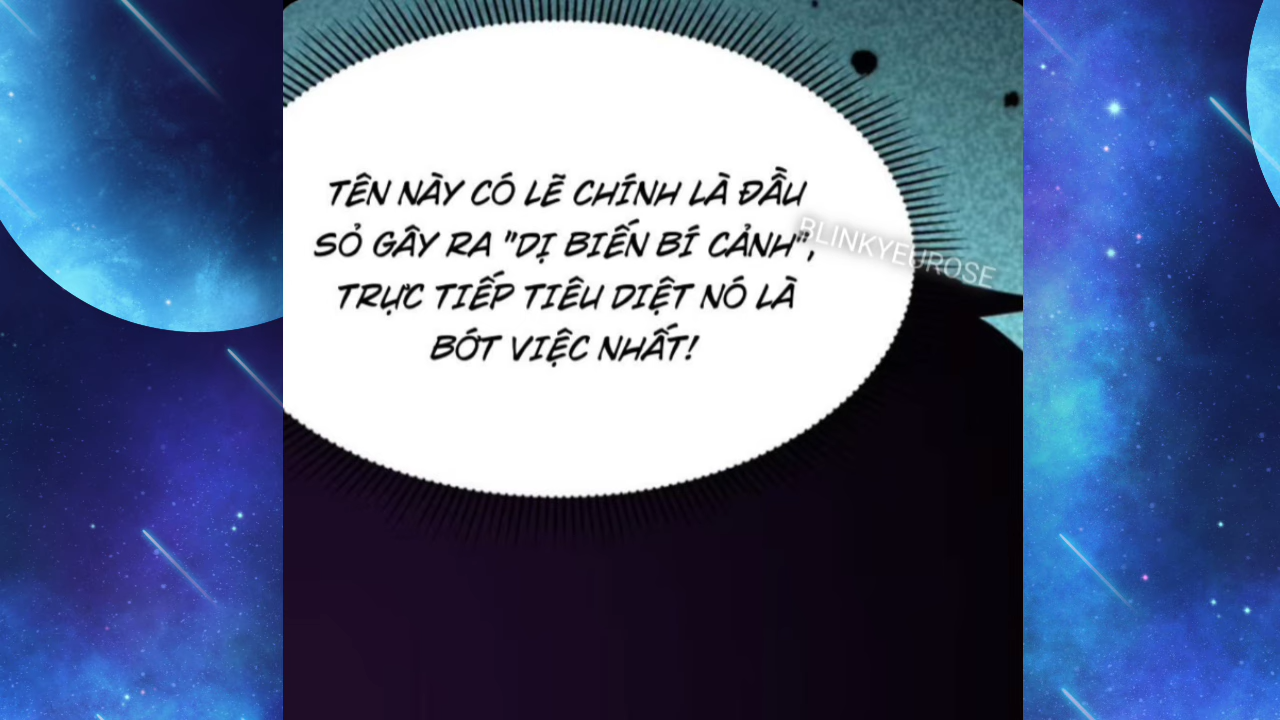 TÊN NÀY CÓ LẼ CHÍNH LÀ ĐẦU
SỎ GÂY RA "DỊ BIẾN BÍ CẢNH",
TRỰC TIẾP TIÊU DIỆT NÓ LÀ
BỚT VIỆC NHẤT!
BLINKYEUROSE